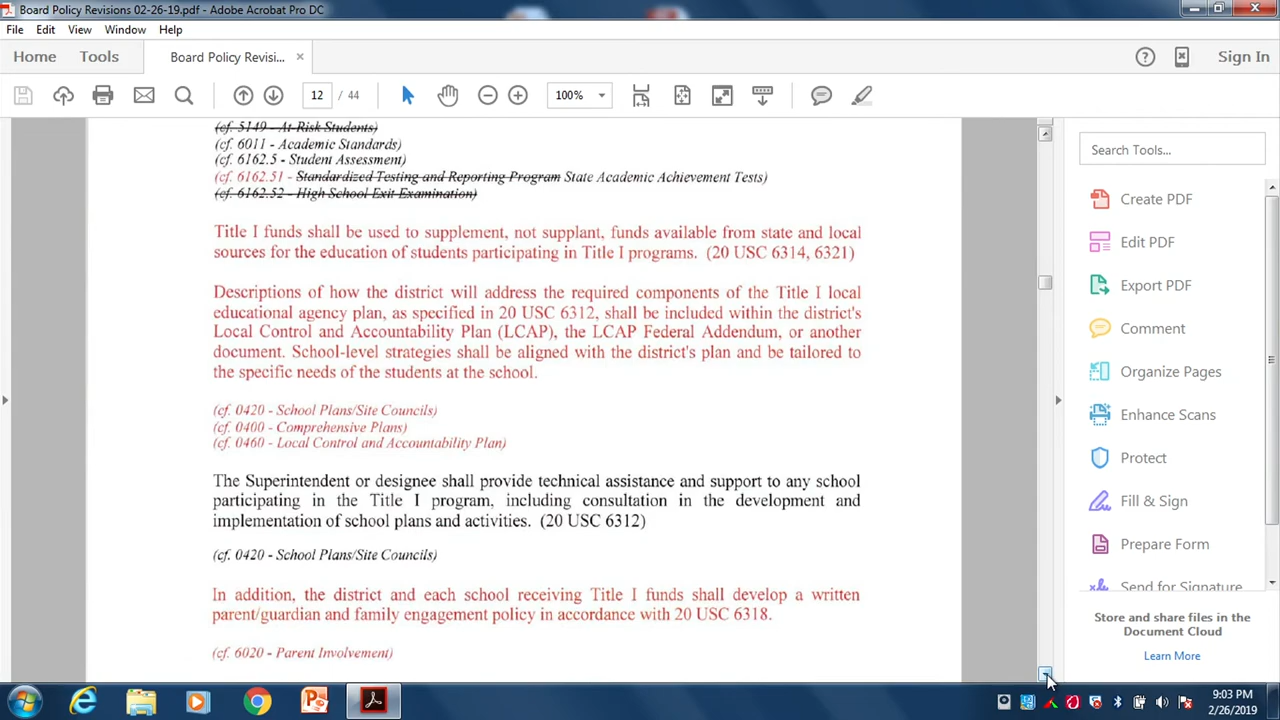 Board Policy Revisions 02-26-19.pdf - Adobe Acrobat Pro DC
File Edit View Window Help
Home Tools Board Policy Revisi... × Sign In
12 / 44 100%
(cf. 5149 - At-Risk Students)
(cf. 6011 - Academic Standards)
(cf. 6162.5 - Student Assessment)
(cf. 6162.51 - Standardized Testing and Reporting Program State Academic Achievement Tests)
(cf. 6162.52 - High School Exit Examination)
Title I funds shall be used to supplement, not supplant, funds available from state and local
sources for the education of students participating in Title I programs. (20 USC 6314, 6321)
Descriptions of how the district will address the required components of the Title I local
educational agency plan, as specified in 20 USC 6312, shall be included within the district's
Local Control and Accountability Plan (LCAP), the LCAP Federal Addendum, or another
document. School-level strategies shall be aligned with the district's plan and be tailored to
the specific needs of the students at the school.
(cf. 0420 - School Plans/Site Councils)
(cf. 0400 - Comprehensive Plans)
(cf. 0460 - Local Control and Accountability Plan)
The Superintendent or designee shall provide technical assistance and support to any school
participating in the Title I program, including consultation in the development and
implementation of school plans and activities. (20 USC 6312)
(cf. 0420 - School Plans/Site Councils)
In addition, the district and each school receiving Title I funds shall develop a written
parent/guardian and family engagement policy in accordance with 20 USC 6318.
(cf. 6020 - Parent Involvement)
Search Tools...
Create PDF
Edit PDF
Export PDF
Comment
Organize Pages
Enhance Scans
Protect
Fill & Sign
Prepare Form
Send for Signature
Store and share files in the
Document Cloud
Learn More
9:03 PM
2/26/2019